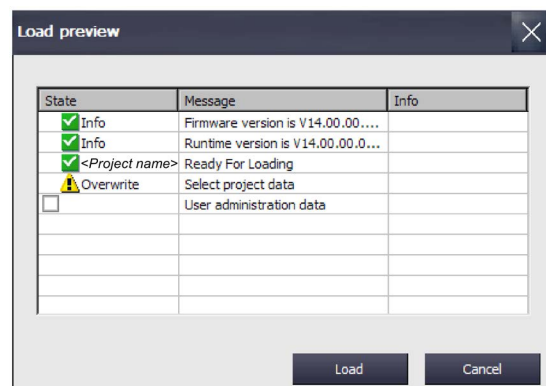 Load preview
State Message Info
Info Firmware version is V14.00.00....
Info Runtime version is V14.00.00.0...
<Project name> Ready For Loading
Overwrite Select project data
User administration data
Load Cancel